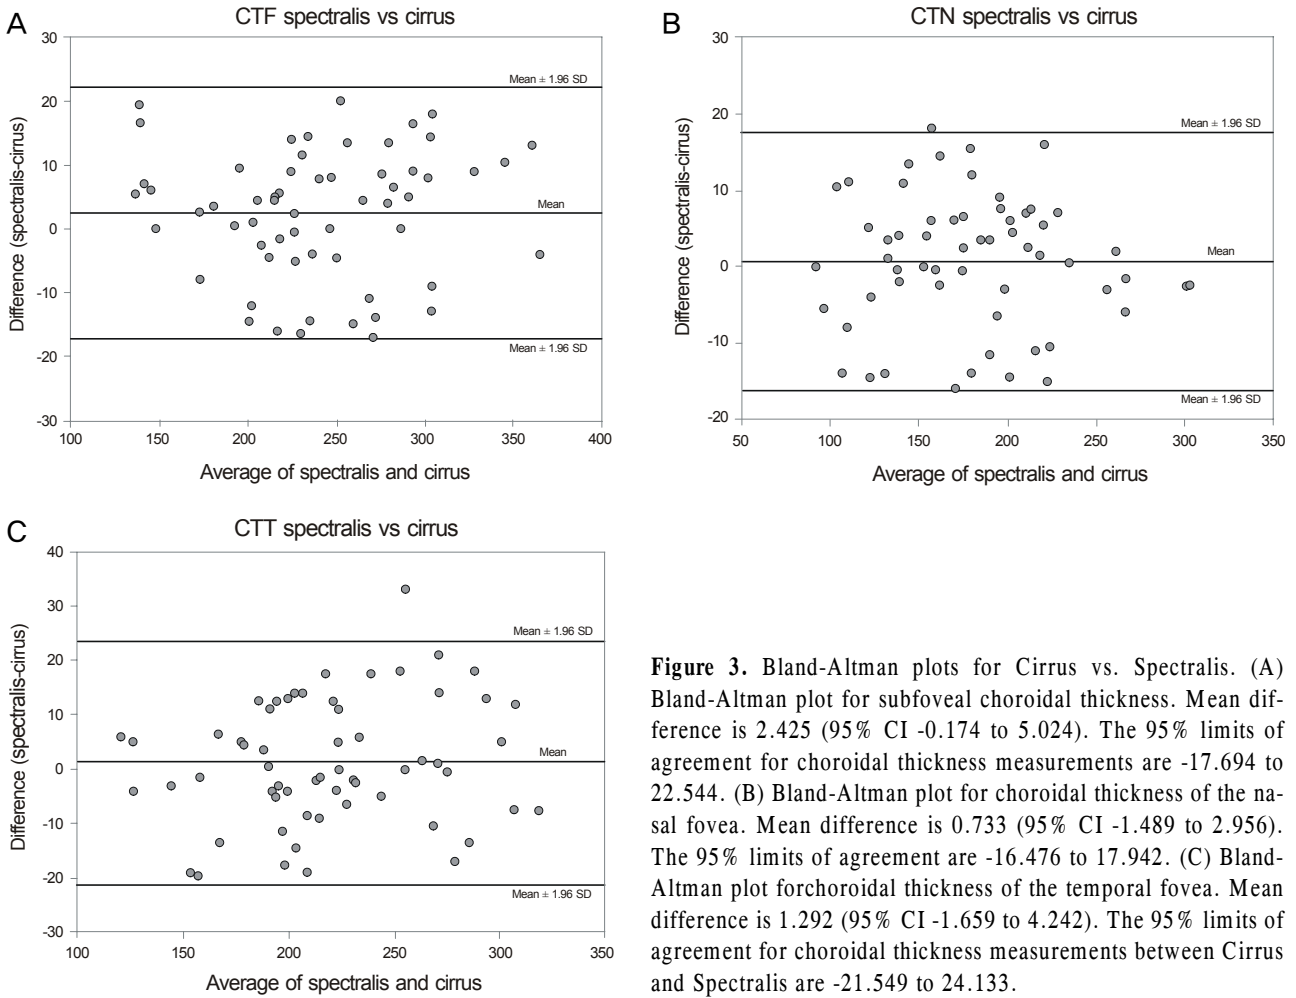 A
CTF spectralis vs cirrus
30
20
10
0
-10
-20
-30
Difference (spectralis-cirrus)
Mean ± 1.96 SD
Mean
Mean ± 1.96 SD
100 150 200 250 300 350 400
Average of spectralis and cirrus
B
CTN spectralis vs cirrus
30
20
10
0
-10
-20
Difference (spectralis-cirrus)
Mean ± 1.96 SD
Mean
Mean ± 1.96 SD
50 100 150 200 250 300 350
Average of spectralis and cirrus
C
CTT spectralis vs cirrus
40
30
20
10
0
-10
-20
-30
Difference (spectralis-cirrus)
Mean ± 1.96 SD
Mean
Mean ± 1.96 SD
100 150 200 250 300 350
Average of spectralis and cirrus
Figure 3. Bland-Altman plots for Cirrus vs. Spectralis. (A)
Bland-Altman plot for subfoveal choroidal thickness. Mean dif-
ference is 2.425 (95% CI -0.174 to 5.024). The 95% limits of
agreement for choroidal thickness measurements are -17.694 to
22.544. (B) Bland-Altman plot for choroidal thickness of the na-
sal fovea. Mean difference is 0.733 (95% CI -1.489 to 2.956).
The 95% limits of agreement are -16.476 to 17.942. (C) Bland-
Altman plot forchoroidal thickness of the temporal fovea. Mean
difference is 1.292 (95% CI -1.659 to 4.242). The 95% limits of
agreement for choroidal thickness measurements between Cirrus
and Spectralis are -21.549 to 24.133.